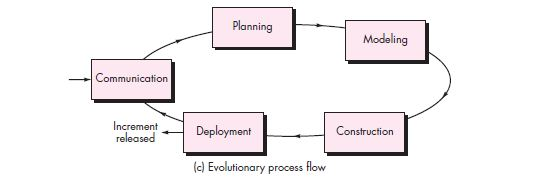 Planning
Modeling
Communication
Increment
released
Deployment
Construction
(c) Evolutionary process flow